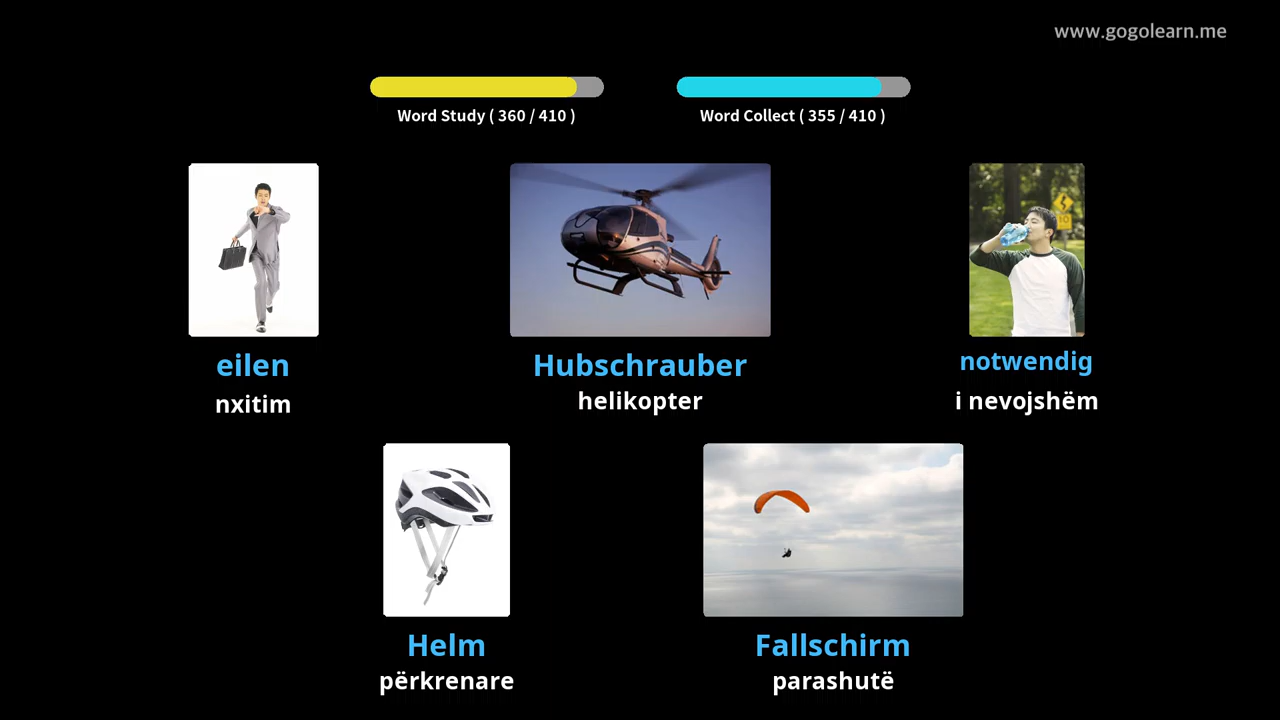 www.gogolearn.me
Word Study ( 360 / 410 )
Word Collect ( 355 / 410 )
eilen
nxitim
Hubschrauber
helikopter
notwendig
i nevojshëm
Helm
përkrenare
Fallschirm
parashutë